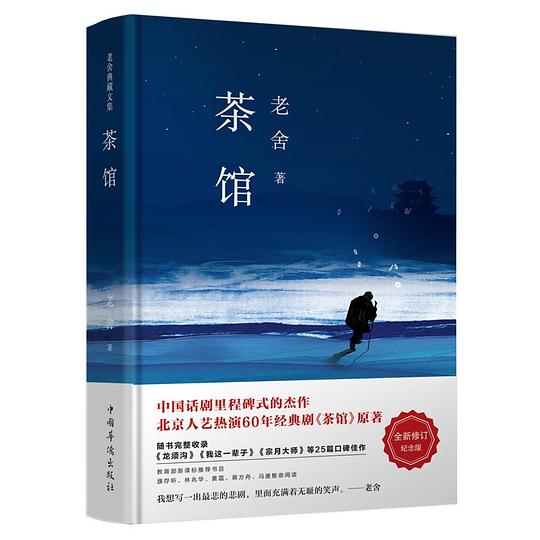 老舍典藏文集
茶馆
老舍 著
中国华侨出版社
茶馆
老舍 著
中国话剧里程碑式的杰作
北京人艺热演60年经典剧《茶馆》原著
随书完整收录
《龙须沟》《我这一辈子》《宗月大师》等25篇口碑佳作
教育部新课标推荐书目
濮存昕、林兆华、黄磊、蒋方舟、冯唐推崇阅读
我想写一出最悲的悲剧，里面充满着无耻的笑声。——老舍
全新修订
纪念版